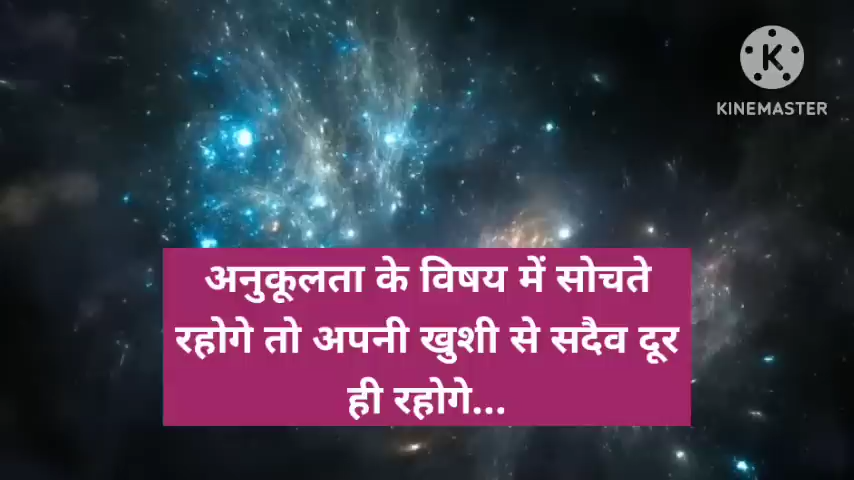 KINEMASTER
अनुकूलता के विषय में सोचते
रहोगे तो अपनी खुशी से सदैव दूर
ही रहोगे...